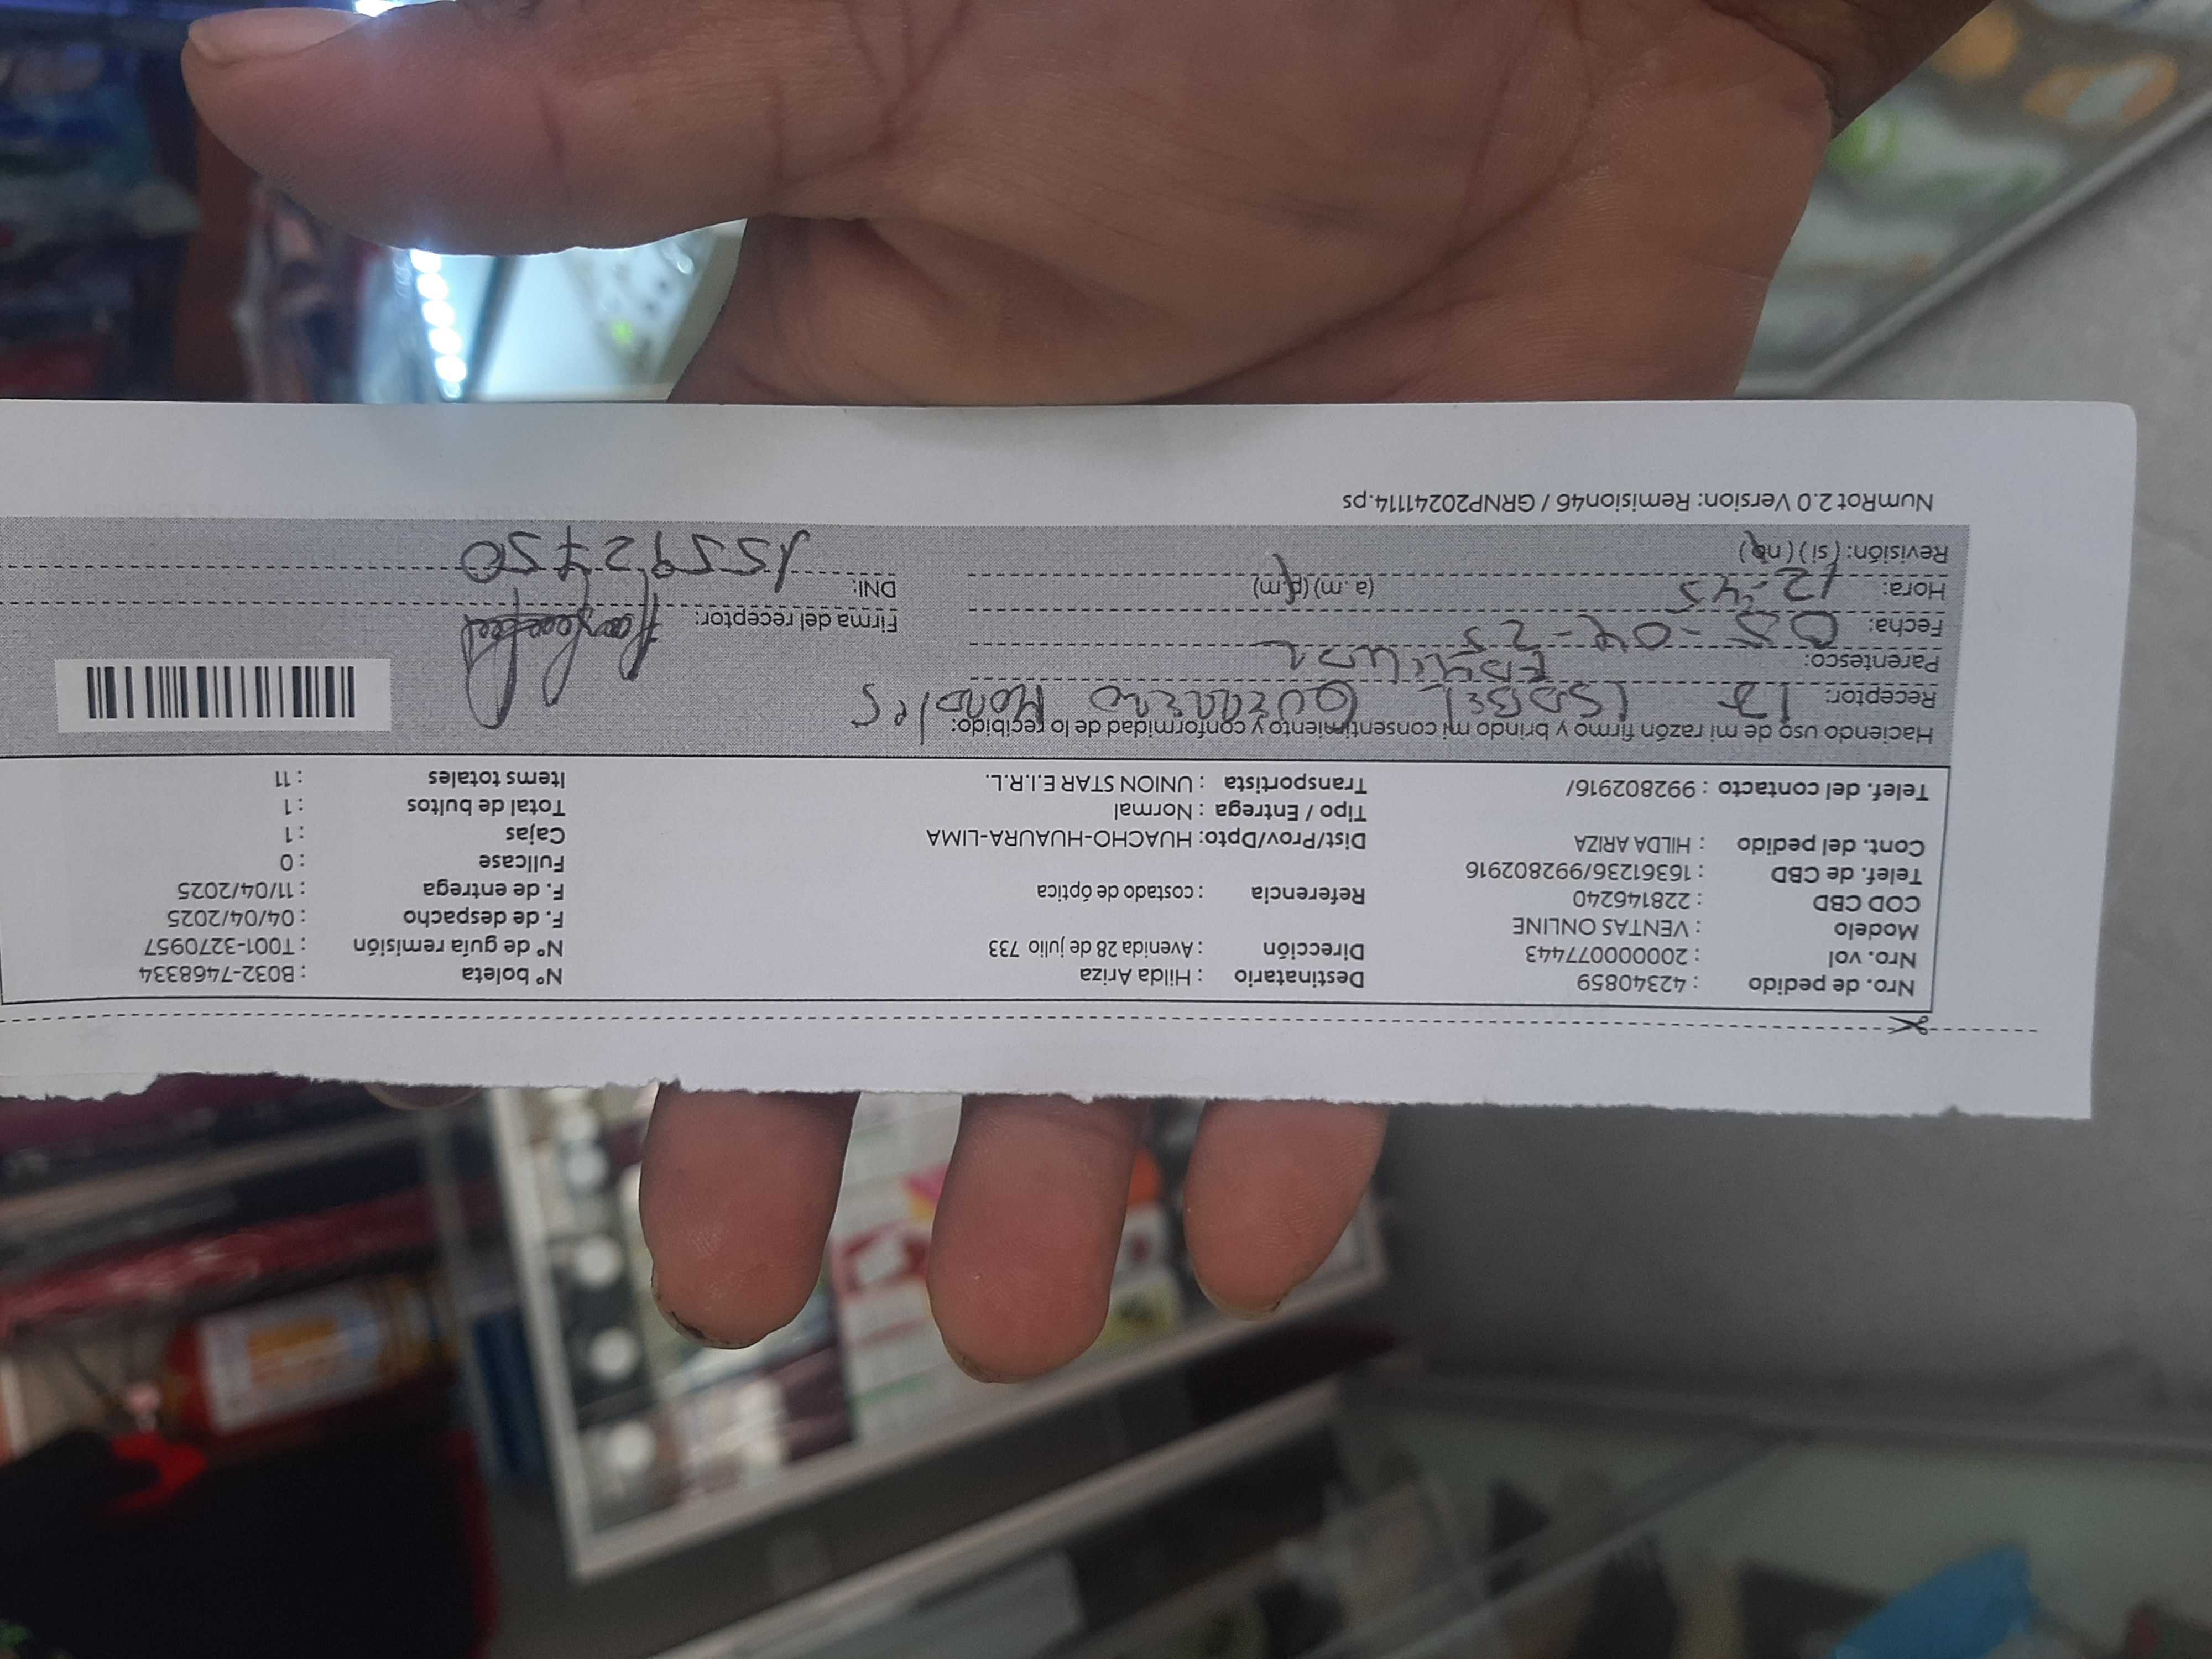 Nro. de pedido : 42340859 Destinatario : Hilda Ariza N° boleta : B032-7468334
Nro. vol : 2000007­7443 Dirección : Avenida 28 de julio 733 N° de guía remisión : T001-3270957
Modelo : VENTAS ONLINE F. de despacho : 04/04/2025
COD CBD : 228146240 Referencia : costado de óptica F. de entrega : 11/04/2025
Telef. de CBD : 16361236/992802916 Fullcase : 0
Cont. del pedido : HILDA ARIZA Dist/Prov/Dpto: HUACHO-HUAURA-LIMA Cajas : 1
Tipo / Entrega : Normal Total de bultos : 1
Telef. del contacto : 992802916/ Transportista : UNION STAR E.I.R.L. Items totales : 11
Haciendo uso de mi razón firmo y brindo mi consentimiento y conformidad de lo recibido:
Receptor: ISABEL GUERRERO Morales
Parentesco:
Fecha: 05-04-25 Firma del receptor:
Hora: 12-45 (a.m) (p.m) DNI: 15592750
Revisión: (si) (no)
NumRot 2.0 Version: Remision46 / GRNP20241114.ps